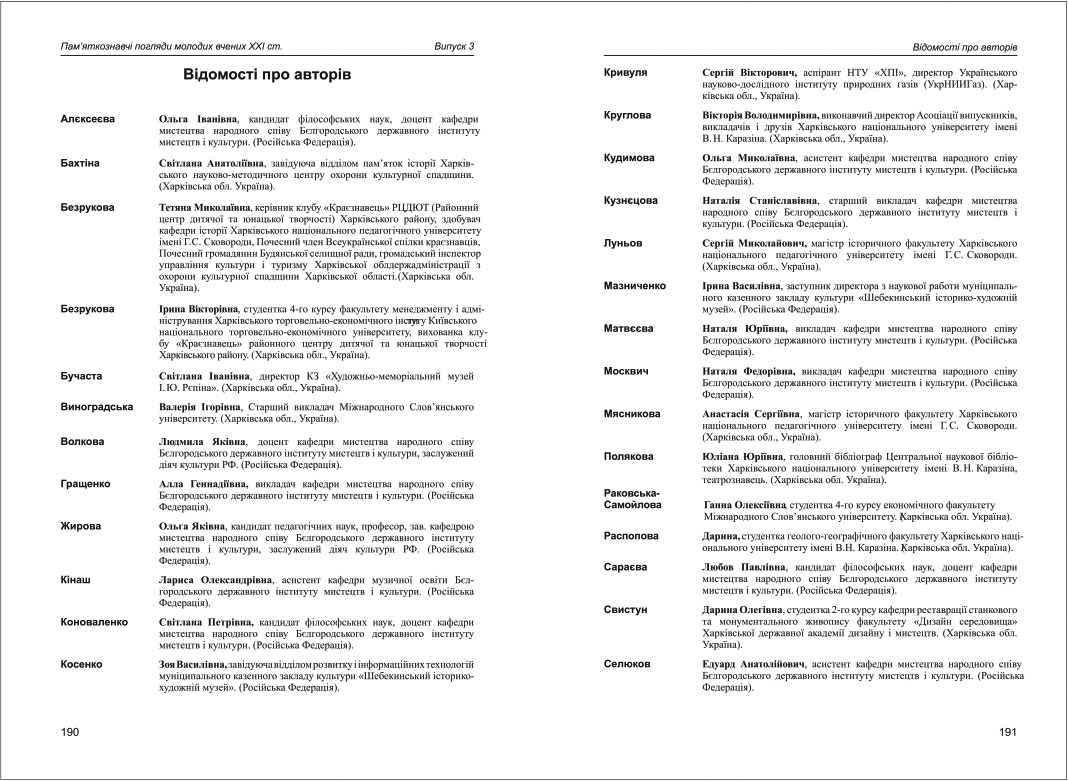 Пам’яткознавчі погляди молодих вчених ХХІ ст. Випуск 3
Відомості про авторів
Алєксеєва Ольга Іванівна, кандидат філософських наук, доцент кафедри
мистецтва народного співу Бєлгородського державного інституту
мистецтв і культури. (Російська Федерація).
Бахтіна Світлана Анатоліївна, завідуюча відділом пам’яток історії Харків-
ського науково-методичного центру охорони культурної спадщини.
(Харківська обл. Україна).
Безрукова Тетяна Миколаївна, керівник клубу «Краєзнавець» РЦДЮТ (Районний
центр дитячої та юнацької творчості) Харківського району, здобувач
кафедри історії Харківського національного педагогічного університету
імені Г.С. Сковороди, Почесний член Всеукраїнської спілки краєзнавців,
Почесний громадянин Будянської селищної ради, громадський інспектор
управління культури і туризму Харківської облдержадміністрації з
охорони культурної спадщини Харківської області.(Харківська обл.
Україна).
Безрукова Ірина Вікторівна, студентка 4-го курсу факультету менеджменту і адмі-
ністрування Харківського торговельно-економічного Київського
національного торговельно-економічного університету, вихованка клу-
бу «Краєзнавець» районного центру дитячої та юнацької творчості
Харківського району. (Харківська обл., Україна).
Бучаста Світлана Іванівна, директор КЗ «Художньо-меморіальний музей
І. Ю. Рєпіна». (Харківська обл., Україна).
Виноградська Валерія Ігорівна, Старший викладач Міжнародного Слов’янського
університету. (Харківська обл., Україна).
Волкова Людмила Яківна, доцент кафедри мистецтва народного співу
Бєлгородського державного інституту мистецтв і культури, заслужений
діяч культури РФ. (Російська Федерація).
Гращенко Алла Геннадіївна, викладач кафедри мистецтва народного співу
Бєлгородського державного інституту мистецтв і культури. (Російська
Федерація).
Жирова Ольга Яківна, кандидат педагогічних наук, професор, зав. кафедрою
мистецтва народного співу Бєлгородського державного інституту
мистецтв і культури, заслужений діяч культури РФ. (Російська
Федерація).
Кінаш Лариса Олександрівна, асистент кафедри музичної освіти Бєл-
городського державного інституту мистецтв і культури. (Російська
Федерація).
Коноваленко Світлана Петрівна, кандидат філософських наук, доцент кафедри
мистецтва народного співу Бєлгородського державного інституту
мистецтв і культури. (Російська Федерація).
Косенко Зоя Василівна, завідуюча відділом розвитку і інформаційних технологій
муніципального казенного закладу культури «Шебекинський історико-
художній музей». (Російська Федерація).
190
Відомості про авторів
Кривуля Сергій Вікторович, аспірант НТУ «ХПІ», директор Українського
науково-дослідного інституту природних газів (УкрНИИГаз). (Хар-
ківська обл., Україна).
Круглова Вікторія Володимирівна, виконавчий директор Асоціації випускників,
викладачів і друзів Харківського національного університету імені
В. Н. Каразіна. (Харківська обл., Україна).
Кудимова Ольга Миколаївна, асистент кафедри мистецтва народного співу
Бєлгородського державного інституту мистецтв і культури. (Російська
Федерація).
Кузнєцова Наталія Станіславівна, старший викладач кафедри мистецтва
народного співу Бєлгородського державного інституту мистецтв і
культури. (Російська Федерація).
Луньов Сергій Миколайович, магістр історичного факультету Харківського
національного педагогічного університету імені Г. С. Сковороди.
(Харківська обл., Україна).
Мазниченко Ірина Василівна, заступник директора з наукової работи муніципаль-
ного казенного закладу культури «Шебекинський історико-художній
музей». (Російська Федерація).
Матвєєва Наталя Юріївна, викладач кафедри мистецтва народного співу
Бєлгородського державного інституту мистецтв і культури. (Російська
Федерація).
Москвич Наталя Федорівна, викладач кафедри мистецтва народного співу
Бєлгородського державного інституту мистецтв і культури. (Російська
Федерація).
Мясникова Анастасія Сергіївна, магістр історичного факультету Харківського
національного педагогічного університету імені Г. С. Сковороди.
(Харківська обл., Україна).
Полякова Юліана Юріївна, головний бібліограф Центральної наукової бібліо-
теки Харківського національного університету імені В. Н. Каразіна,
театрознавець. (Харківська обл., Україна).
Раковська-
Самойлова Ганна Олексіївна, студентка 4-го курсу економічного факультету
Міжнародного Слов’янського університету. (Харківська обл. Україна).
Распопова Дарина, студентка геолого-географічного факультету Харківського наці-
онального університету імені В.Н. Каразіна. (Харківська обл. Україна).
Сараєва Любов Павлівна, кандидат філософських наук, доцент кафедри
мистецтва народного співу Бєлгородського державного інституту
мистецтв і культури. (Російська Федерація).
Свистун Дарина Олегівна, студентка 2-го курсу кафедри реставрації станкового
та монументального живопису факультету «Дизайн середовища»
Харківської державної академії дизайну і мистецтв. (Харківська обл.
Україна).
Селюков Едуард Анатолійович, асистент кафедри мистецтва народного співу
Бєлгородського державного інституту мистецтв і культури. (Російська
Федерація).
191